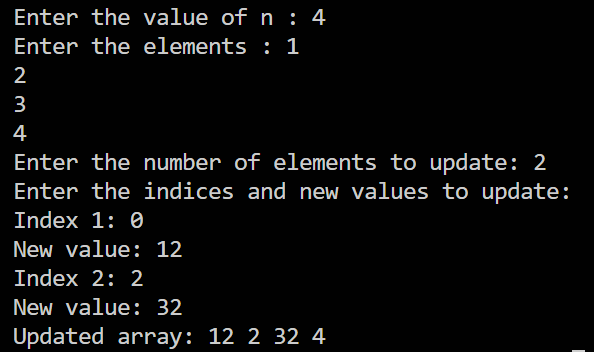 Enter the value of n : 4
Enter the elements : 1
2
3
4
Enter the number of elements to update: 2
Enter the indices and new values to update:
Index 1: 0
New value: 12
Index 2: 2
New value: 32
Updated array: 12 2 32 4